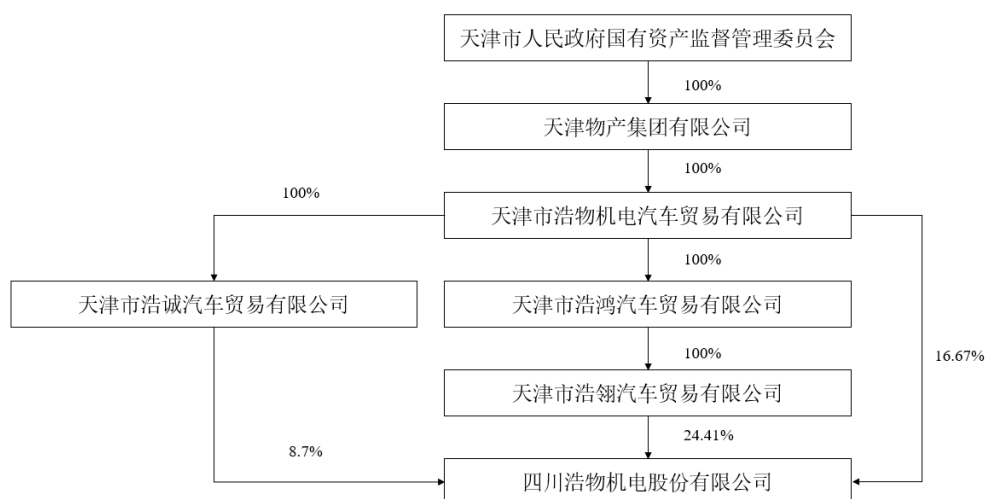 天津市人民政府国有资产监督管理委员会
100%
天津物产集团有限公司
100%
100%
天津市浩物机电汽车贸易有限公司
100%
天津市浩诚汽车贸易有限公司
天津市浩鸿汽车贸易有限公司
100%
16.67%
天津市浩翎汽车贸易有限公司
24.41%
8.7%
四川浩物机电股份有限公司